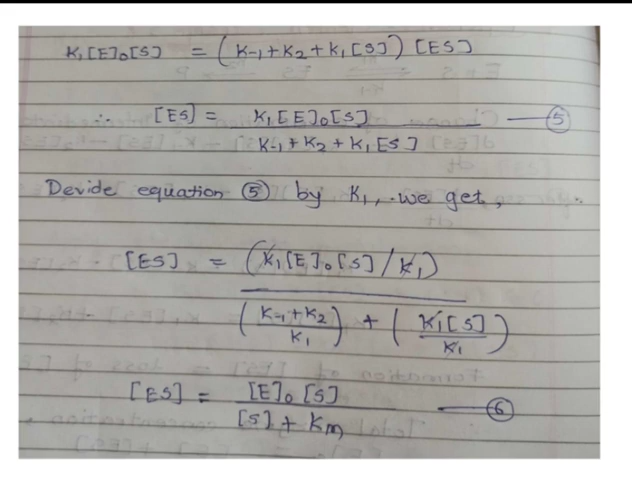 K₁[E]₀[S] = (K-₁+K₂+K₁[S]) [ES]
∴ [ES] = K₁[E]₀[S] / K-₁+K₂+K₁[ES] — ⑤
Devide equation ⑤ by K₁, we get,
[ES] = (K₁[E]₀[S]/K₁) / (K-₁+K₂ / K₁) + (K₁[S] / K₁)
[ES] = [E]₀[S] / [S]+Km — ⑥